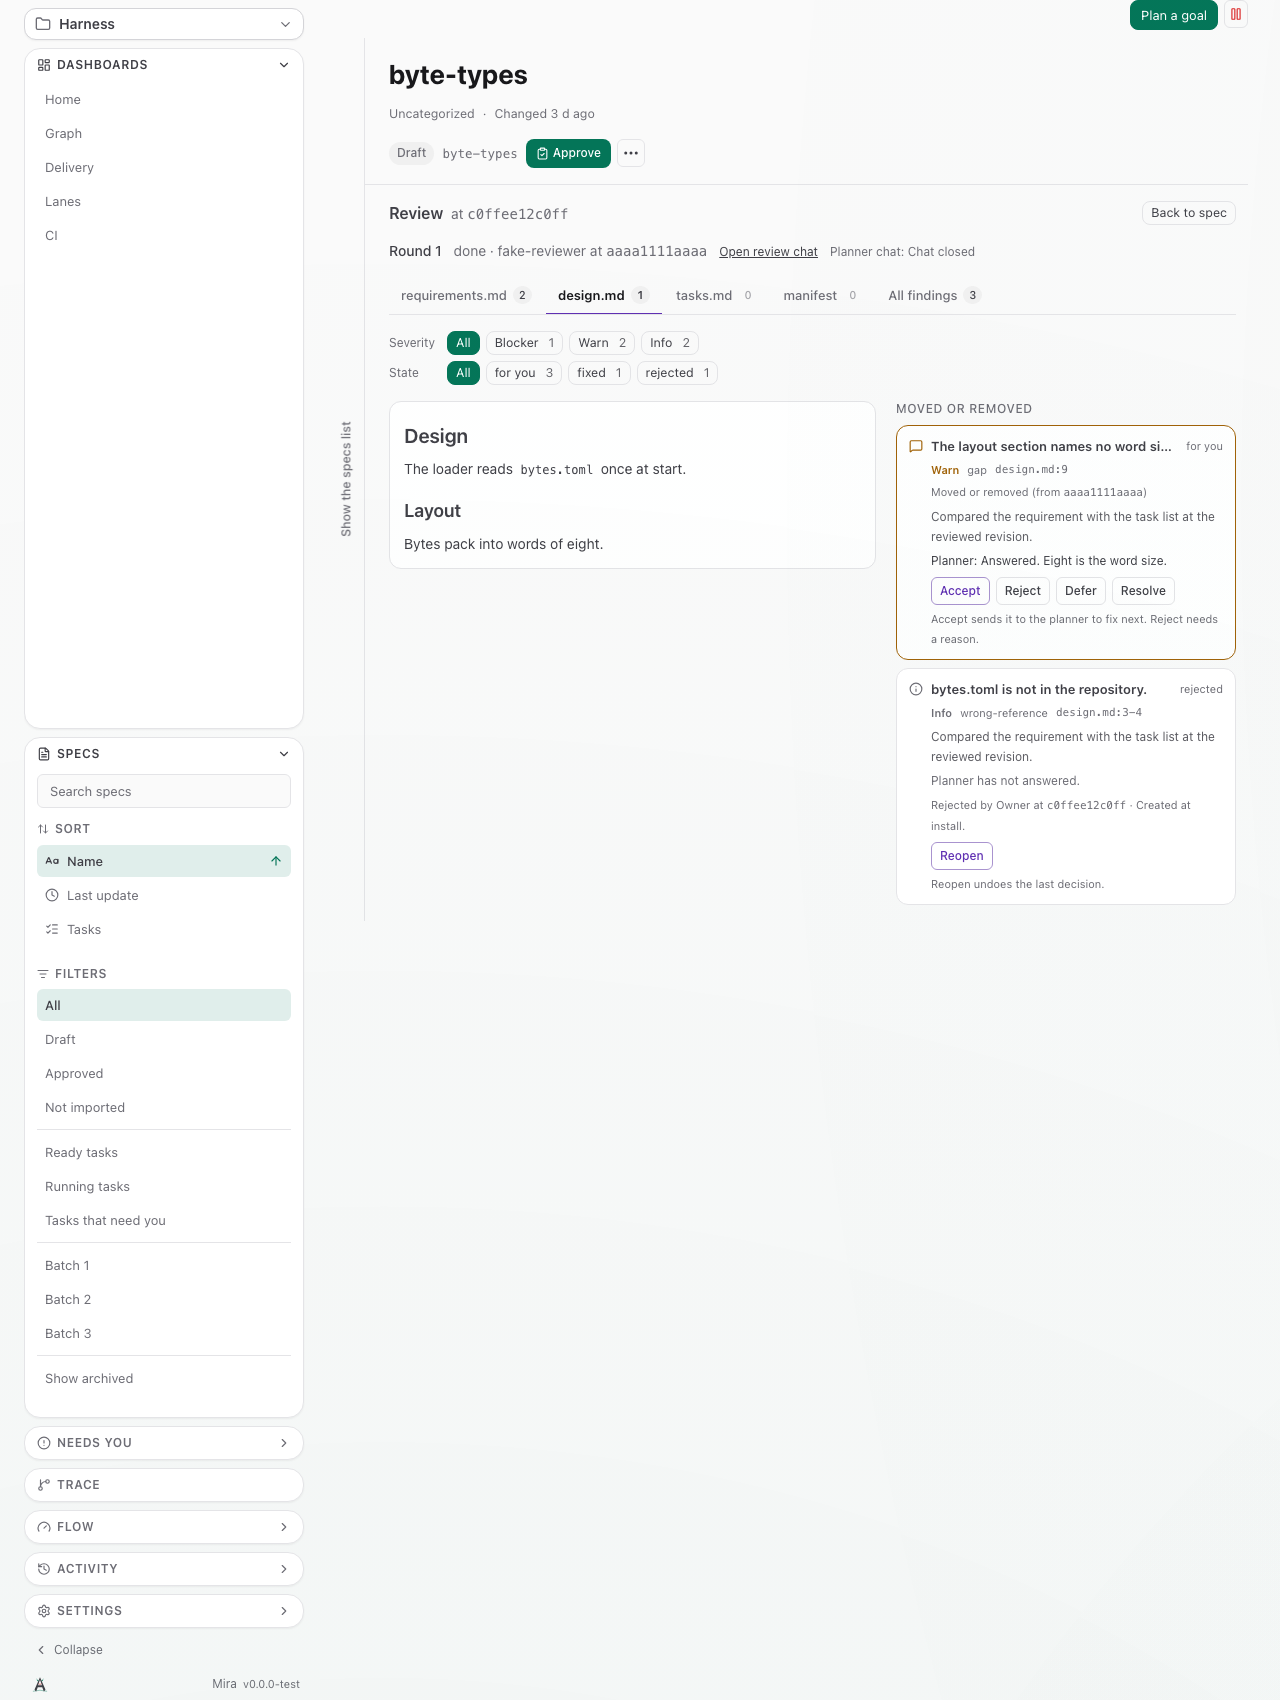 Harness
Plan a goal
DASHBOARDS
Home
Graph
Delivery
Lanes
CI
SPECS
Search specs
SORT
Aa Name
Last update
Tasks
FILTERS
All
Draft
Approved
Not imported
Ready tasks
Running tasks
Tasks that need you
Batch 1
Batch 2
Batch 3
Show archived
NEEDS YOU
TRACE
FLOW
ACTIVITY
SETTINGS
Collapse
Mira v0.0.0-test
Show the specs list
byte-types
Uncategorized · Changed 3 d ago
Draft byte-types Approve
Review at c0ffee12c0ff
Back to spec
Round 1 done · fake-reviewer at aaaa1111aaaa Open review chat Planner chat: Chat closed
requirements.md 2 design.md 1 tasks.md 0 manifest 0 All findings 3
Severity All Blocker 1 Warn 2 Info 2
State All for you 3 fixed 1 rejected 1
Design
The loader reads bytes.toml once at start.
Layout
Bytes pack into words of eight.
MOVED OR REMOVED
The layout section names no word si... for you
Warn gap design.md:9
Moved or removed (from aaaa1111aaaa)
Compared the requirement with the task list at the
reviewed revision.
Planner: Answered. Eight is the word size.
Accept Reject Defer Resolve
Accept sends it to the planner to fix next. Reject needs
a reason.
bytes.toml is not in the repository. rejected
Info wrong-reference design.md:3–4
Compared the requirement with the task list at the
reviewed revision.
Planner has not answered.
Rejected by Owner at c0ffee12c0ff · Created at
install.
Reopen
Reopen undoes the last decision.